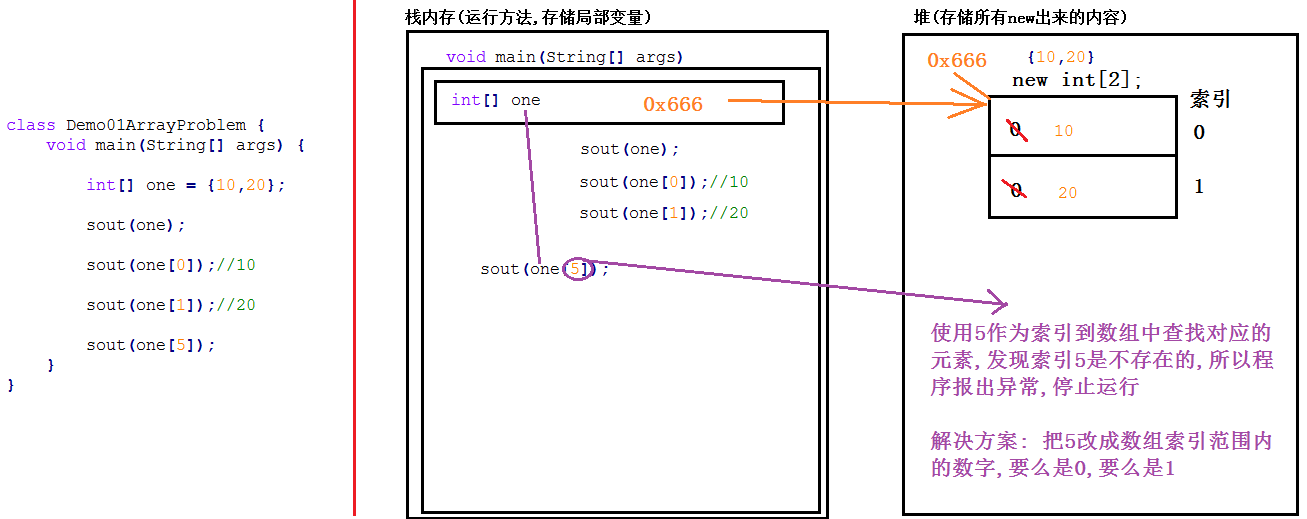 class Demo01ArrayProblem {
void main(String[] args) {
int[] one = {10,20};
sout(one);
sout(one[0]);//10
sout(one[1]);//20
sout(one[5]);
}
}
栈内存(运行方法,存储局部变量)
void main(String[] args)
int[] one
0x666
sout(one);
sout(one[0]);//10
sout(one[1]);//20
sout(one[5]);
堆(存储所有new出来的内容)
0x666
{10,20}
new int[2];
索引
0 10
0
0 20
1
使用5作为索引到数组中查找对应的
元素,发现索引5是不存在的,所以程
序报出异常,停止运行
解决方案: 把5改成数组索引范围内
的数字,要么是0,要么是1